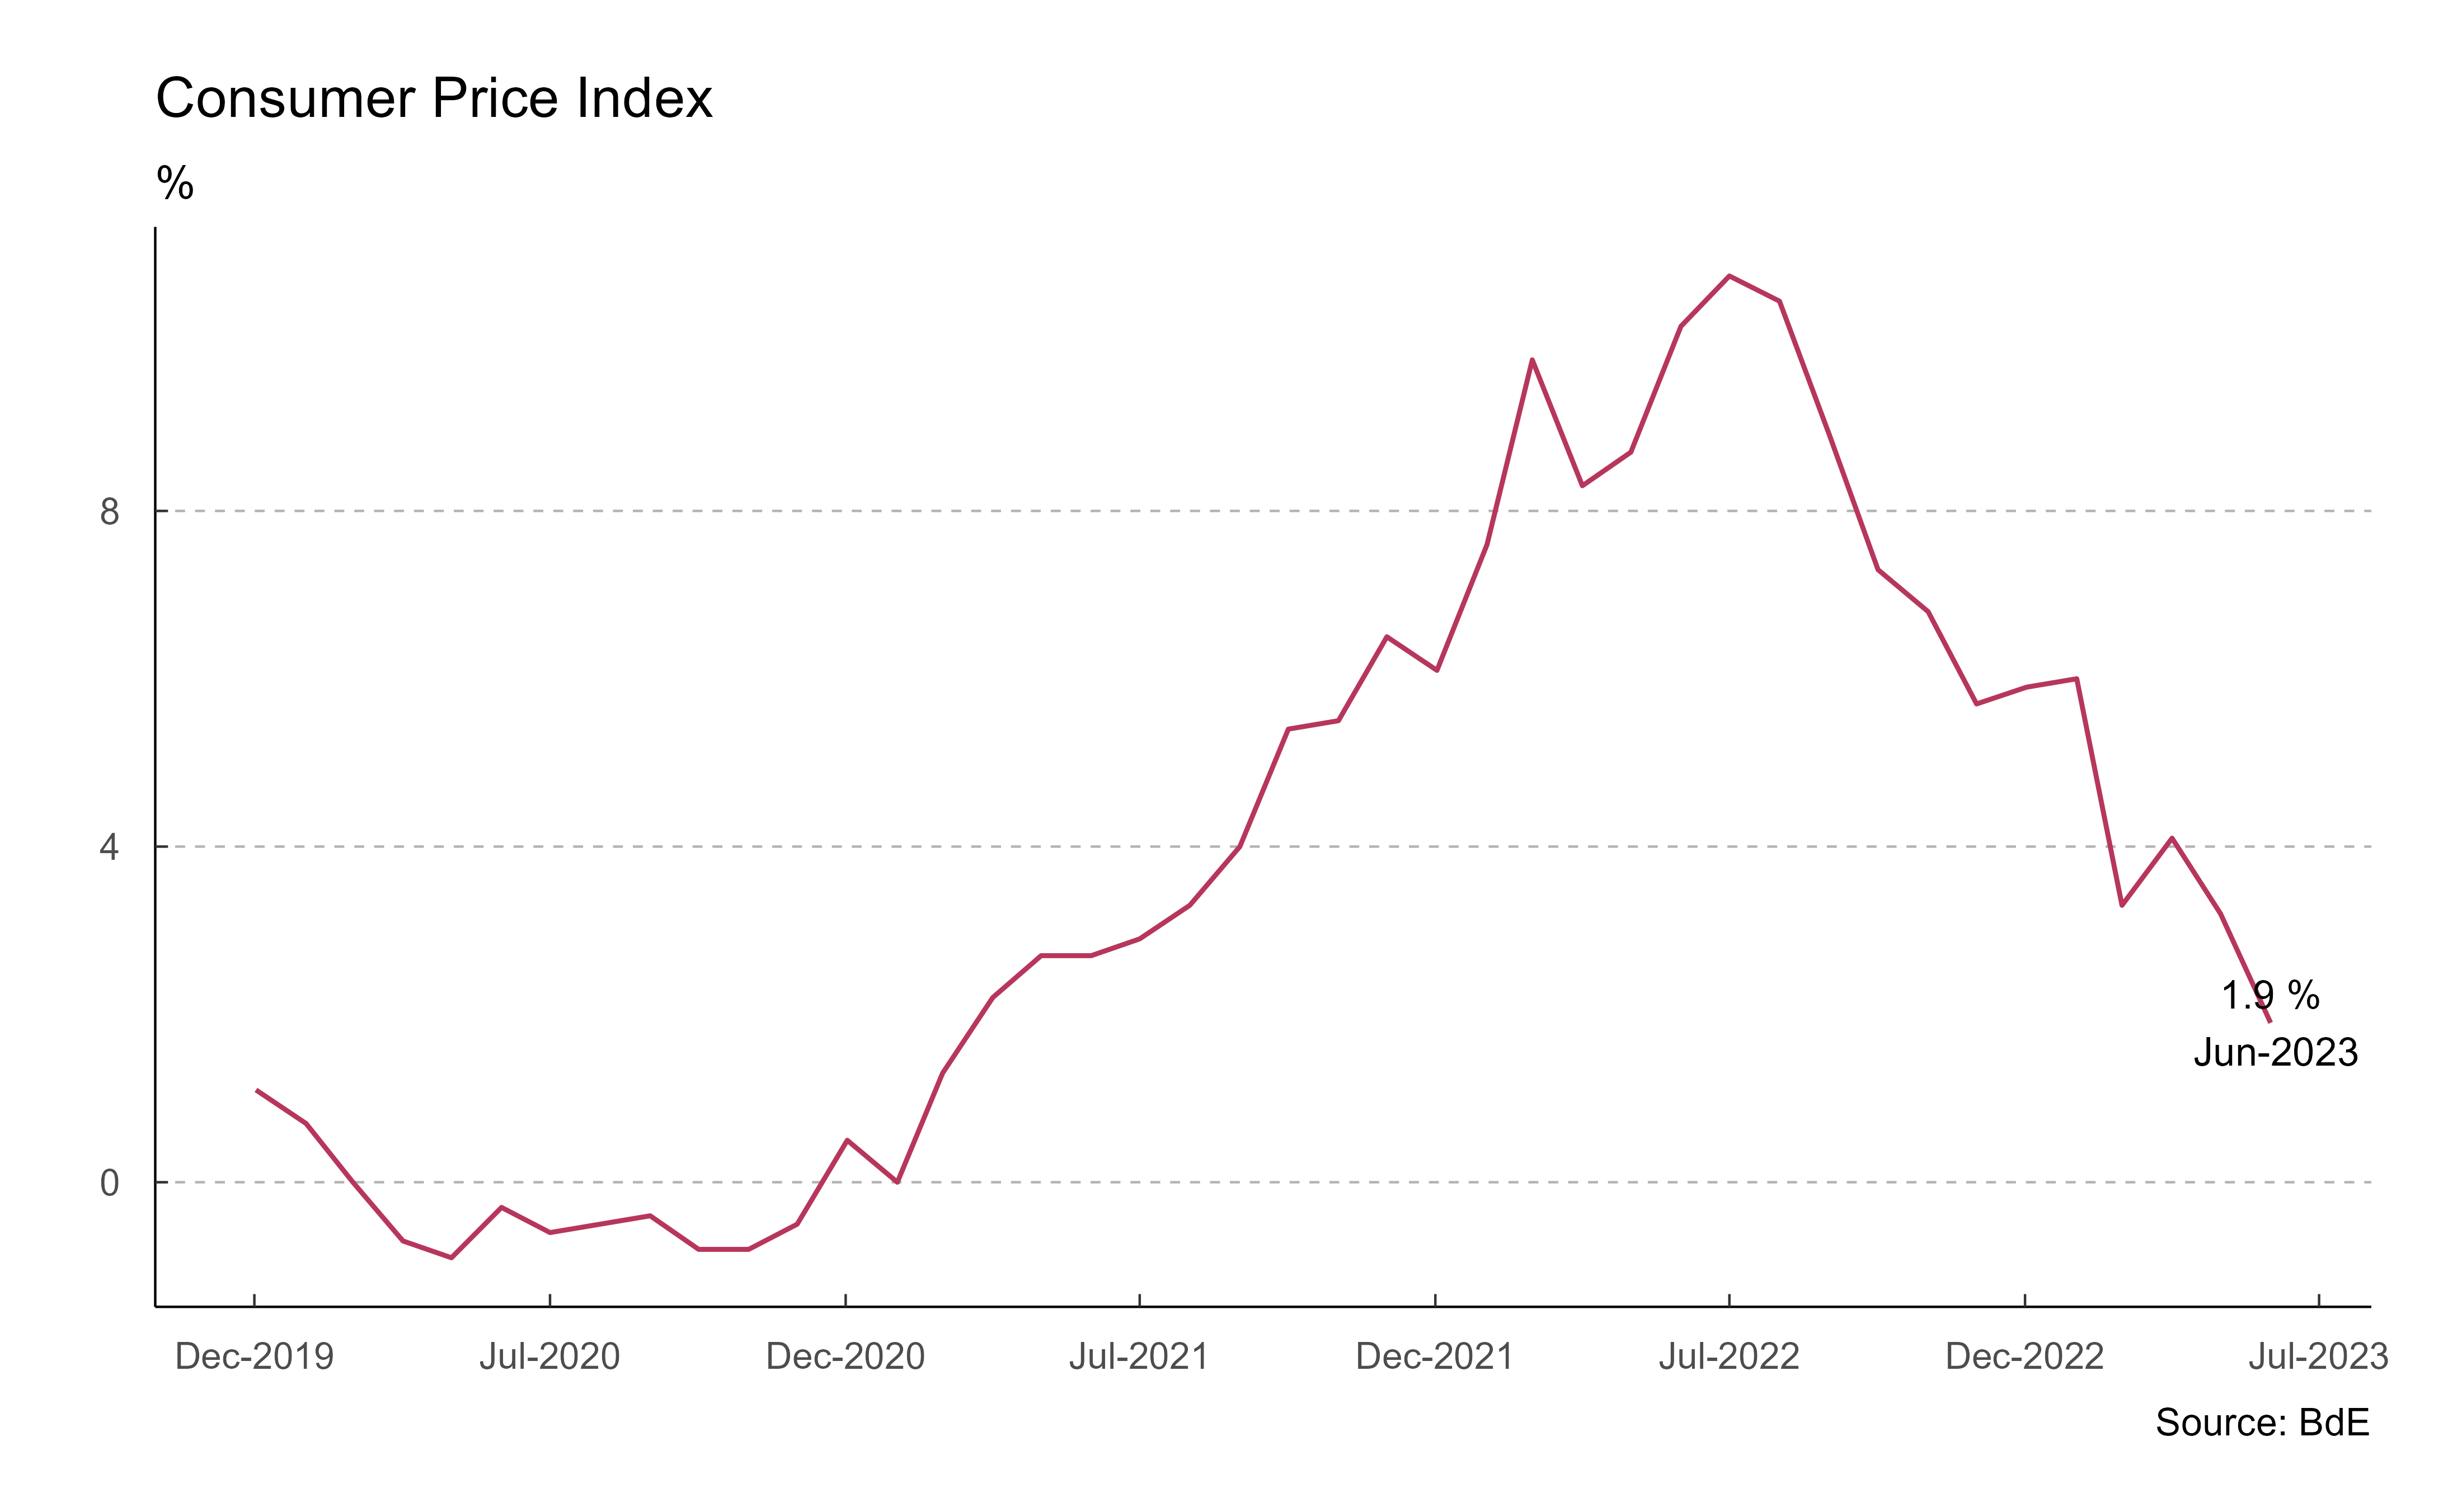 Consumer Price Index
%
8
4
0
1.9 %
Jun-2023
Dec-2019 Jul-2020 Dec-2020 Jul-2021 Dec-2021 Jul-2022 Dec-2022 Jul-2023
Source: BdE